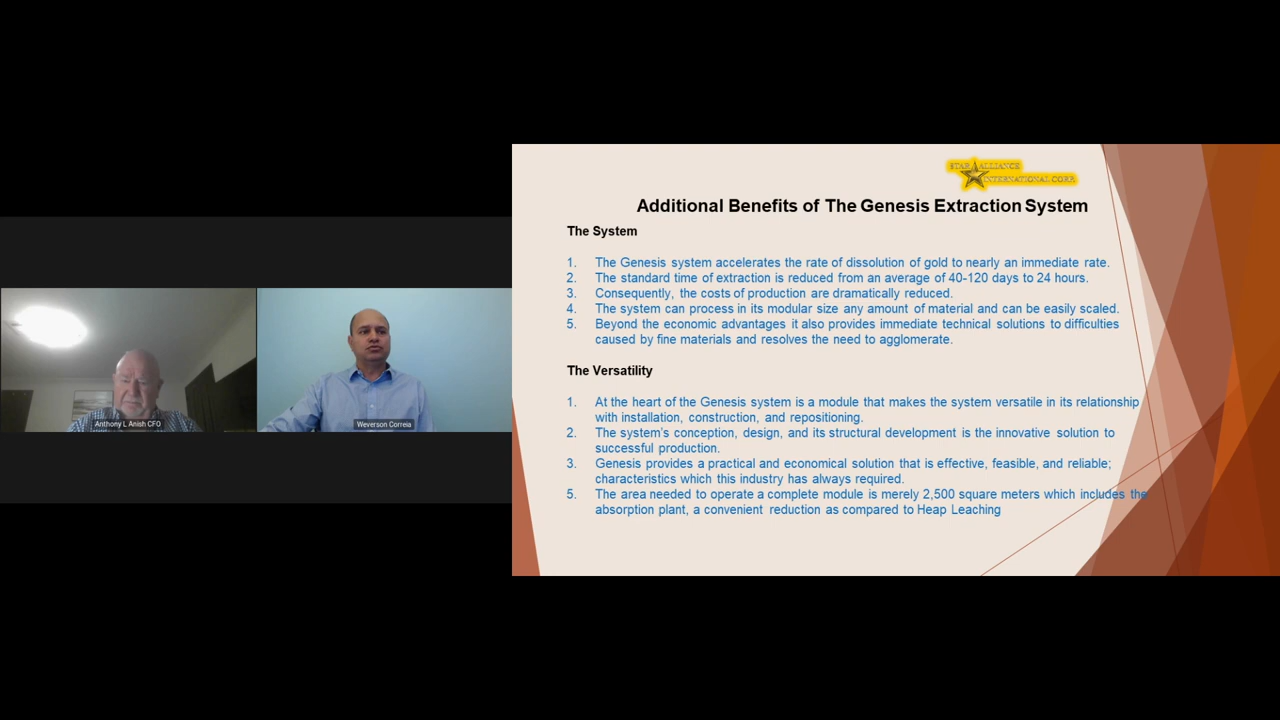 Anthony L Anish CFO
Weverson Correia
STAR ALLIANCE
INTERNATIONAL CORP.
Additional Benefits of The Genesis Extraction System
The System
1. The Genesis system accelerates the rate of dissolution of gold to nearly an immediate rate.
2. The standard time of extraction is reduced from an average of 40-120 days to 24 hours.
3. Consequently, the costs of production are dramatically reduced.
4. The system can process in its modular size any amount of material and can be easily scaled.
5. Beyond the economic advantages it also provides immediate technical solutions to difficulties
caused by fine materials and resolves the need to agglomerate.
The Versatility
1. At the heart of the Genesis system is a module that makes the system versatile in its relationship
with installation, construction, and repositioning.
2. The system's conception, design, and its structural development is the innovative solution to
successful production.
3. Genesis provides a practical and economical solution that is effective, feasible, and reliable;
characteristics which this industry has always required.
5. The area needed to operate a complete module is merely 2,500 square meters which includes the
absorption plant, a convenient reduction as compared to Heap Leaching